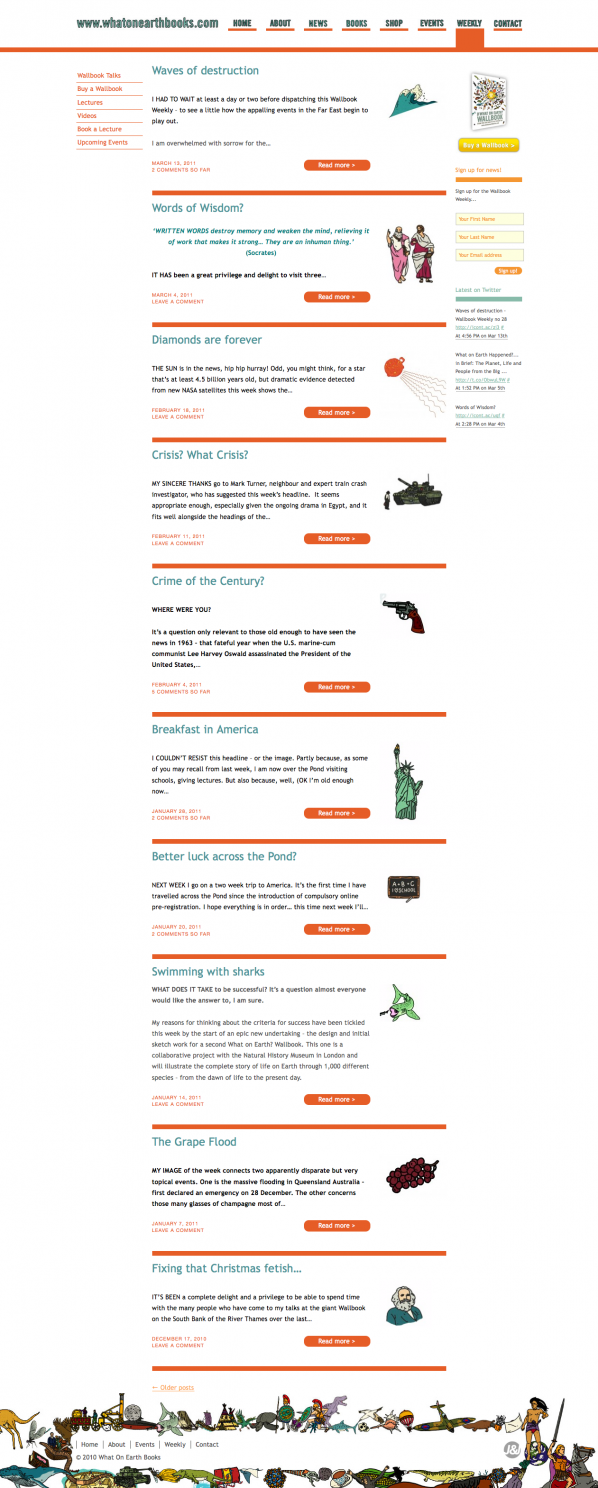 www.whatonearthbooks.com
HOME ABOUT NEWS BOOKS SHOP EVENTS WEEKLY CONTACT
Wallbook Talks
Buy a Wallbook
Lectures
Videos
Book a Lecture
Upcoming Events
Waves of destruction
I HAD TO WAIT at least a day or two before dispatching this Wallbook
Weekly – to see a little how the appalling events in the Far East begin to
play out.
I am overwhelmed with sorrow for the…
MARCH 13, 2011
2 COMMENTS SO FAR
Read more >
Words of Wisdom?
‘WRITTEN WORDS destroy memory and weaken the mind, relieving it
of work that makes it strong… They are an inhuman thing.’
(Socrates)
IT HAS been a great privilege and delight to visit three…
MARCH 4, 2011
LEAVE A COMMENT
Read more >
Diamonds are forever
THE SUN is in the news, hip hip hurray! Odd, you might think, for a star
that’s at least 4.5 billion years old, but dramatic evidence detected
from new NASA satellites this week shows the…
FEBRUARY 18, 2011
LEAVE A COMMENT
Read more >
Crisis? What Crisis?
MY SINCERE THANKS go to Mark Turner, neighbour and expert train crash
investigator, who has suggested this week’s headline.  It seems
appropriate enough, especially given the ongoing drama in Egypt, and it
fits well alongside the headings of the…
FEBRUARY 11, 2011
LEAVE A COMMENT
Read more >
Crime of the Century?
WHERE WERE YOU?
It’s a question only relevant to those old enough to have seen the
news in 1963 – that fateful year when the U.S. marine-cum
communist Lee Harvey Oswald assassinated the President of the
United States,…
FEBRUARY 4, 2011
5 COMMENTS SO FAR
Read more >
Breakfast in America
I COULDN’T RESIST this headline – or the image. Partly because, as some
of you may recall from last week, I am now over the Pond visiting
schools, giving lectures. But also because, well, (OK I’m old enough
now…
JANUARY 28, 2011
2 COMMENTS SO FAR
Read more >
Better luck across the Pond?
NEXT WEEK I go on a two week trip to America. It’s the first time I have
travelled across the Pond since the introduction of compulsory online
pre-registration. I hope everything is in order… this time next week I’ll…
JANUARY 20, 2011
2 COMMENTS SO FAR
Read more >
A + B = C
Swimming with sharks
WHAT DOES IT TAKE to be successful? It’s a question almost everyone
would like the answer to, I am sure.
My reasons for thinking about the criteria for success have been tickled
this week by the start of an epic new undertaking – the design and initial
sketch work for a second What on Earth? Wallbook. This one is a
collaborative project with the Natural History Museum in London and
will illustrate the complete story of life on Earth through 1,000 different
species – from the dawn of life to the present day.
JANUARY 14, 2011
LEAVE A COMMENT
Read more >
The Grape Flood
MY IMAGE of the week connects two apparently disparate but very
topical events. One is the massive flooding in Queensland Australia –
first declared an emergency on 28 December. The other concerns
those many glasses of champagne most of…
JANUARY 7, 2011
LEAVE A COMMENT
Read more >
Fixing that Christmas fetish…
IT’S BEEN a complete delight and a privilege to be able to spend time
with the many people who have come to my talks at the giant Wallbook
on the South Bank of the River Thames over the last…
DECEMBER 17, 2010
LEAVE A COMMENT
Read more >
← Older posts
WALLBOOK
Buy a Wallbook >
Sign up for news!
Sign up for the Wallbook
Weekly...
Your First Name
Your Last Name
Your Email address
Sign up!
Latest on Twitter
Waves of destruction -
Wallbook Weekly no 28
At 4:56 PM on Mar 13th
What on Earth Happened?...
In Brief: The Planet, Life and
People from the Big ...
At 1:52 PM on Mar 5th
Words of Wisdom?
At 2:28 PM on Mar 4th
Home | About | Events | Weekly | Contact
© 2010 What On Earth Books
J&J